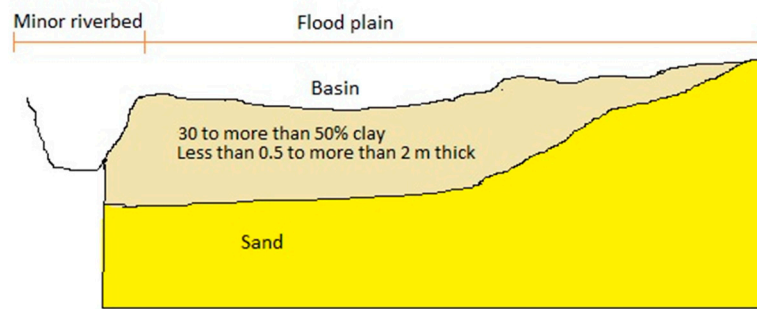 Minor riverbed
Flood plain
Basin
30 to more than 50% clay
Less than 0.5 to more than 2 m thick
Sand